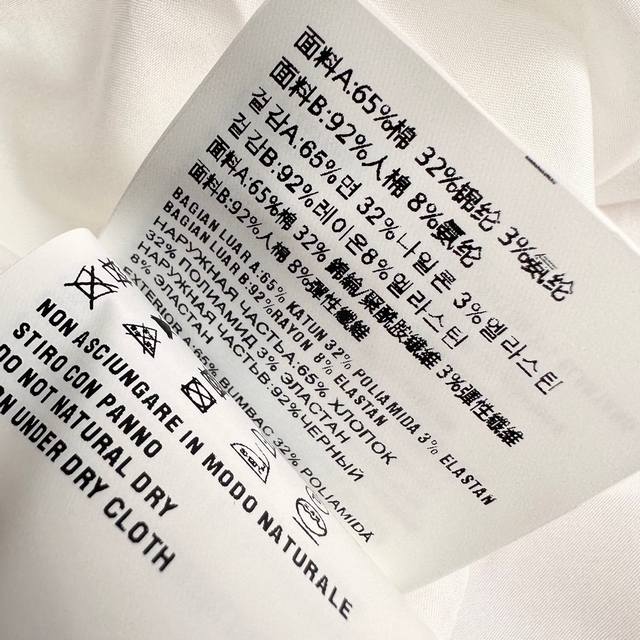 面料A:65%棉 32%錦纶 3%氨纶
面料B:92%人棉 8%氨纶
겉 감A:65%면 32%나일론 3%엘라스틴
겉 감B:92%레이온8%엘라스틴
面料A:65%棉 32% 錦綸/聚酰胺纖維 3%彈性纖維
面料B:92%人棉 8%彈性纖維
BAGIAN LUAR A:65% KATUN 32% POLIAMIDA 3% ELASTAN
BAGIAN LUAR B:92%RAYON 8% ELASTAN
НАРУЖНАЯ ЧАСТЬА:65% ХЛОПОК
32% ПОЛИАМИД 3% ЭЛАСТАН
НАРУЖНАЯ ЧАСТЬВ:92%ЧЕРНЫЙ
8% ЭЛАСТАН
EXTERIOR A:65% BUMBAC 32% POLIAMIDĂ
NON ASCIUNGARE IN MODO NATURALE
STIRO CON PANNO
DO NOT NATURAL DRY
UNDER DRY CLOTH